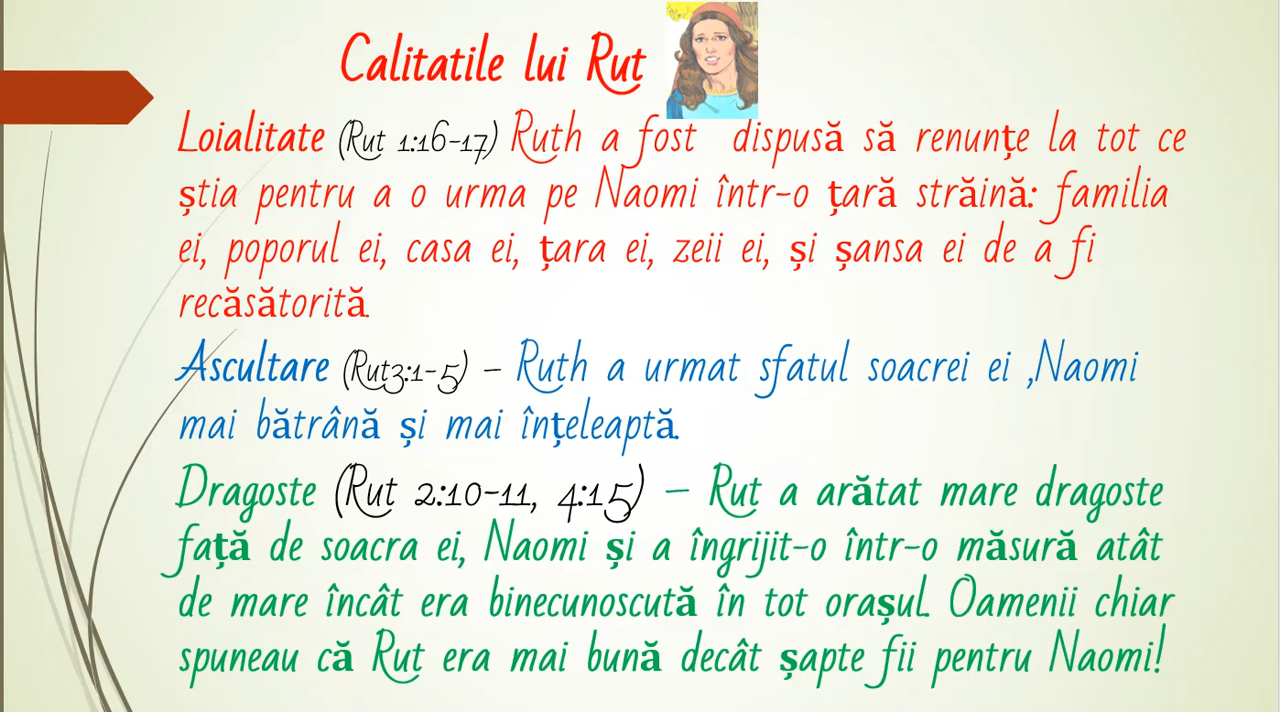 Calitatile lui Rut
Loialitate (Rut 1:16-17) Ruth a fost dispusă să renunțe la tot ce
știa pentru a o urma pe Naomi într-o țară străină: familia
ei, poporul ei, casa ei, țara ei, zeii ei, și șansa ei de a fi
recăsătorită.
Ascultare (Rut3:1-5) – Ruth a urmat sfatul soacrei ei ,Naomi
mai bătrână și mai înțeleaptă.
Dragoste (Rut 2:10-11, 4:15) – Rut a arătat mare dragoste
față de soacra ei, Naomi și a îngrijit-o într-o măsură atât
de mare încât era binecunoscută în tot orașul. Oamenii chiar
spuneau că Rut era mai bună decât șapte fii pentru Naomi!